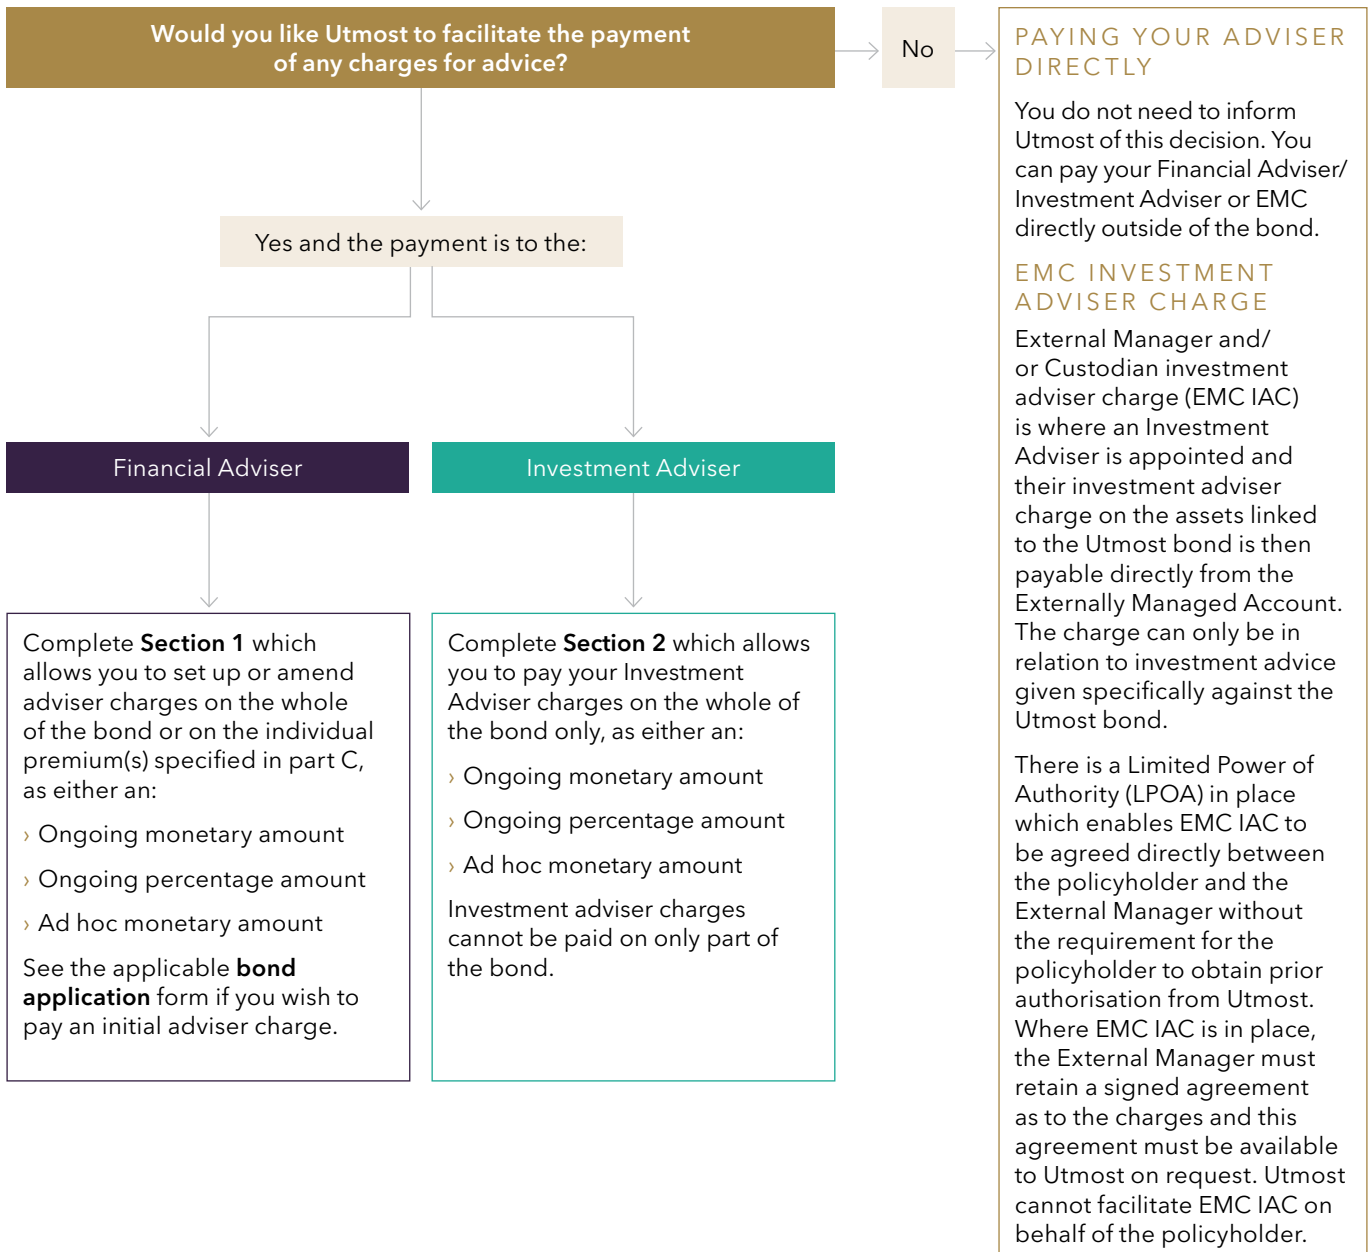 Would you like Utmost to facilitate the payment
of any charges for advice?
No
Yes and the payment is to the:
Financial Adviser
Complete Section 1 which
allows you to set up or amend
adviser charges on the whole
of the bond or on the individual
premium(s) specified in part C,
as either an:
› Ongoing monetary amount
› Ongoing percentage amount
› Ad hoc monetary amount
See the applicable bond
application form if you wish to
pay an initial adviser charge.
Investment Adviser
Complete Section 2 which allows
you to pay your Investment
Adviser charges on the whole of
the bond only, as either an:
› Ongoing monetary amount
› Ongoing percentage amount
› Ad hoc monetary amount
Investment adviser charges
cannot be paid on only part of
the bond.
PAYING YOUR ADVISER
DIRECTLY
You do not need to inform
Utmost of this decision. You
can pay your Financial Adviser/
Investment Adviser or EMC
directly outside of the bond.
EMC INVESTMENT
ADVISER CHARGE
External Manager and/
or Custodian investment
adviser charge (EMC IAC)
is where an Investment
Adviser is appointed and
their investment adviser
charge on the assets linked
to the Utmost bond is then
payable directly from the
Externally Managed Account.
The charge can only be in
relation to investment advice
given specifically against the
Utmost bond.
There is a Limited Power of
Authority (LPOA) in place
which enables EMC IAC to
be agreed directly between
the policyholder and the
External Manager without
the requirement for the
policyholder to obtain prior
authorisation from Utmost.
Where EMC IAC is in place,
the External Manager must
retain a signed agreement
as to the charges and this
agreement must be available
to Utmost on request. Utmost
cannot facilitate EMC IAC on
behalf of the policyholder.